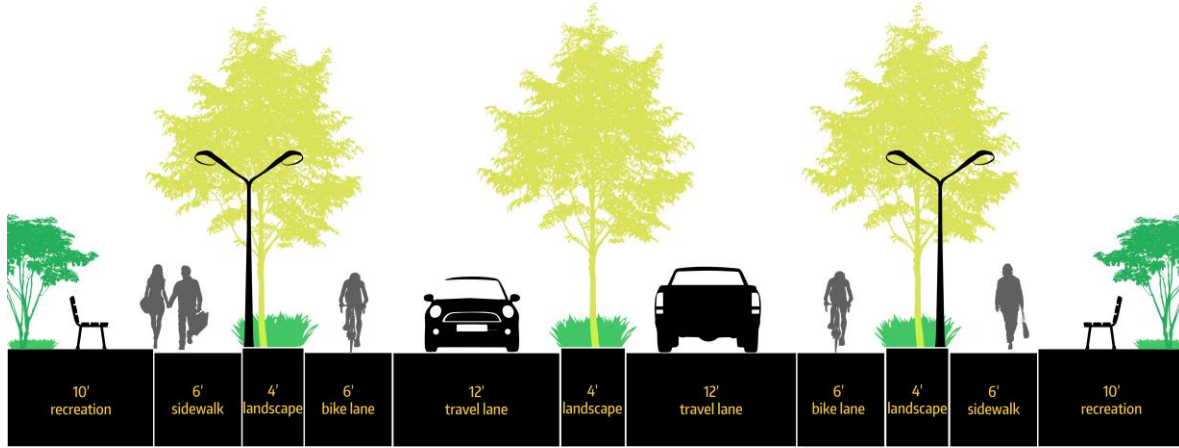 10'
recreation
6'
sidewalk
4'
landscape
6'
bike lane
12'
travel lane
4'
landscape
12'
travel lane
6'
bike lane
4'
landscape
6'
sidewalk
10'
recreation